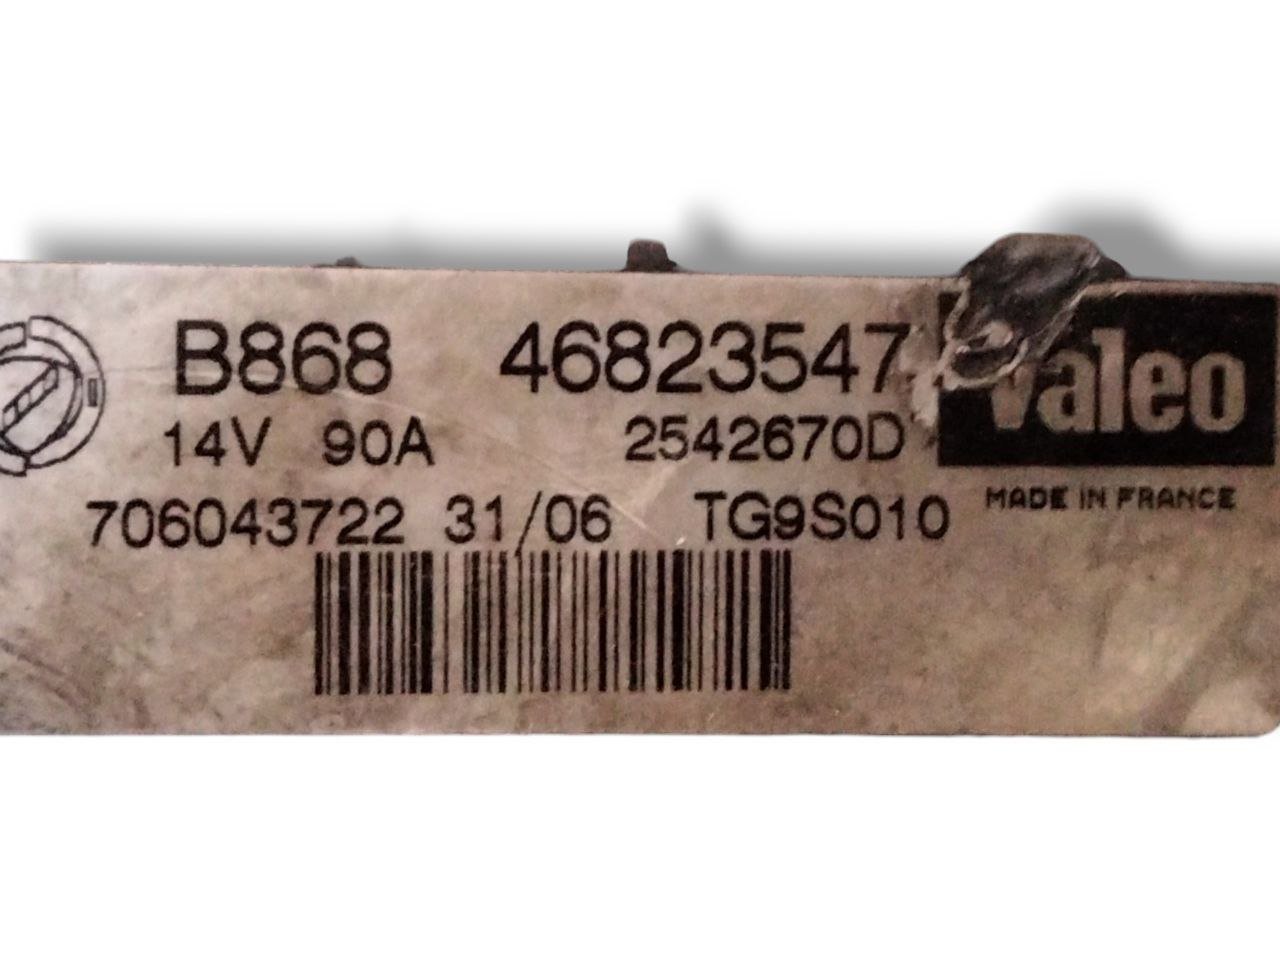 B868 46823547
14V 90A 2542670D
Valeo
MADE IN FRANCE
706043722 31/06 TG9S010